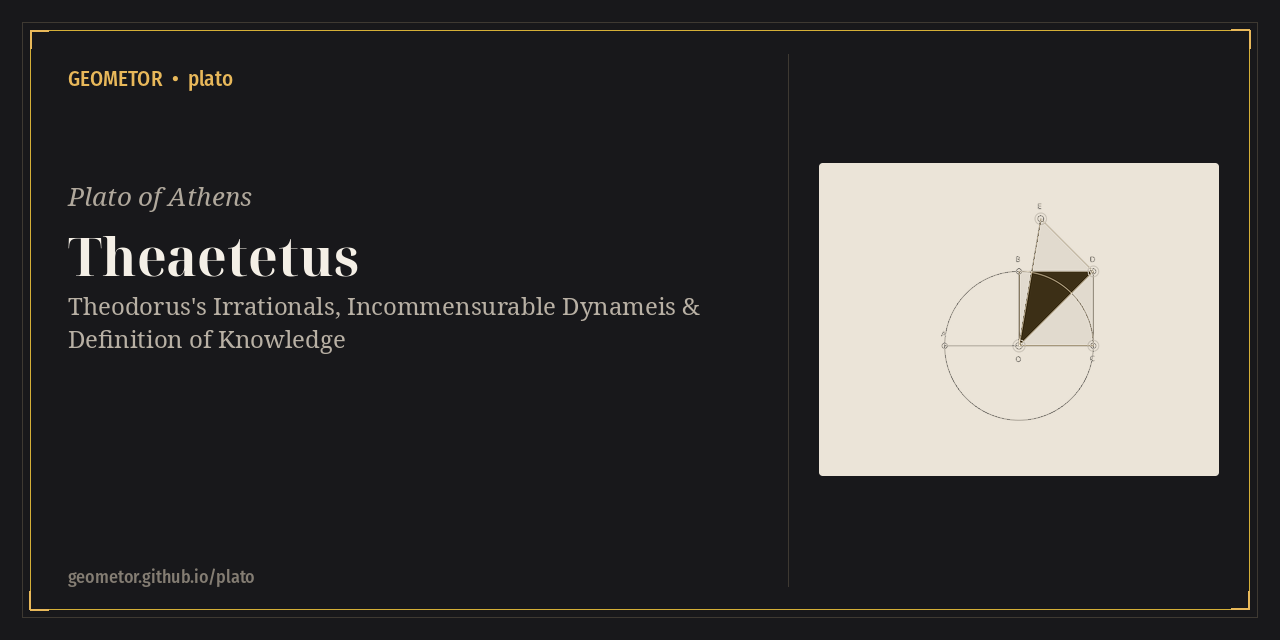 GEOMETOR • plato
Plato of Athens
Theaetetus
Theodorus's Irrationals, Incommensurable Dynameis &
Definition of Knowledge
geometor.github.io/plato
E
B
D
A
O
C